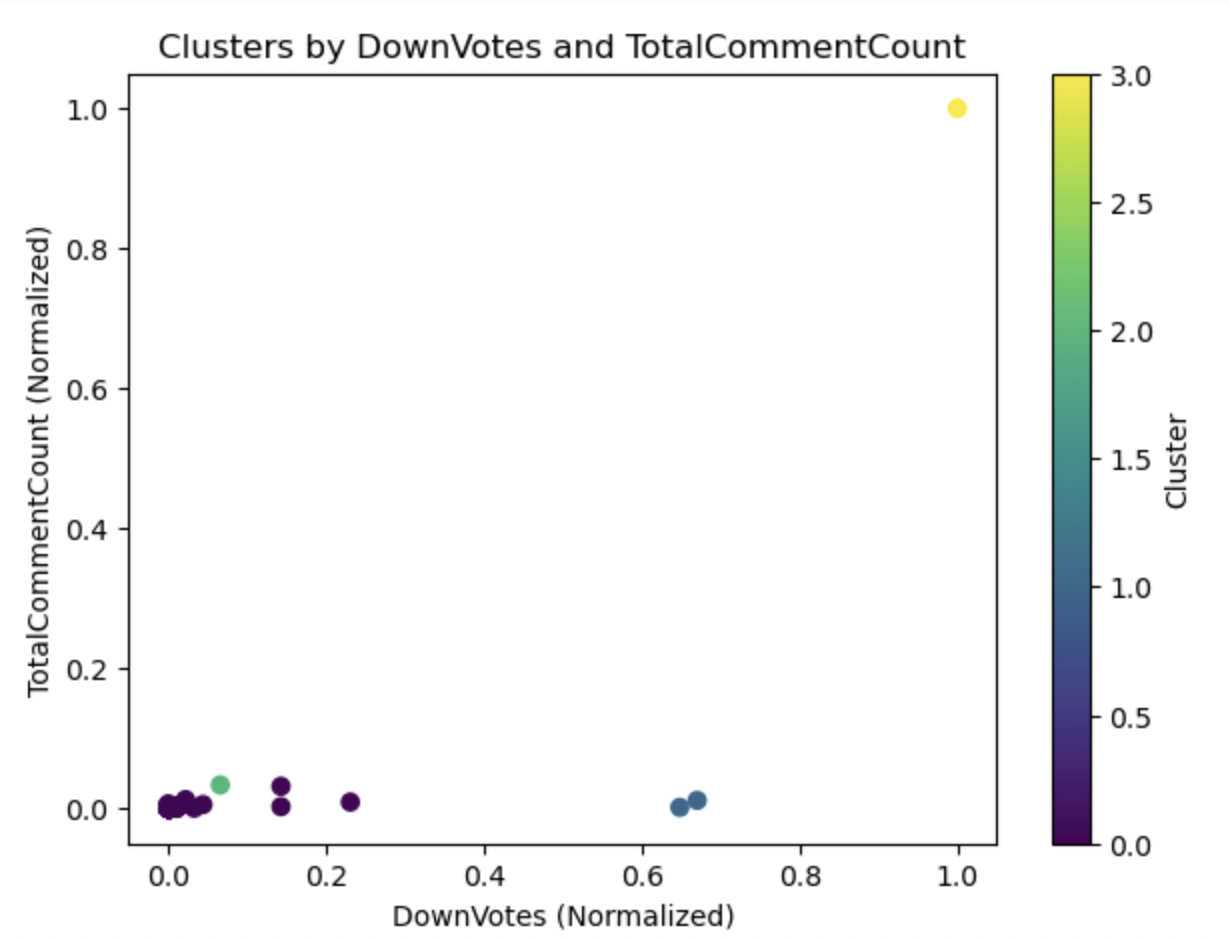 Clusters by DownVotes and TotalCommentCount
TotalCommentCount (Normalized)
1.0
0.8
0.6
0.4
0.2
0.0
0.0 0.2 0.4 0.6 0.8 1.0
DownVotes (Normalized)
3.0
2.5
2.0
1.5
1.0
0.5
0.0
Cluster